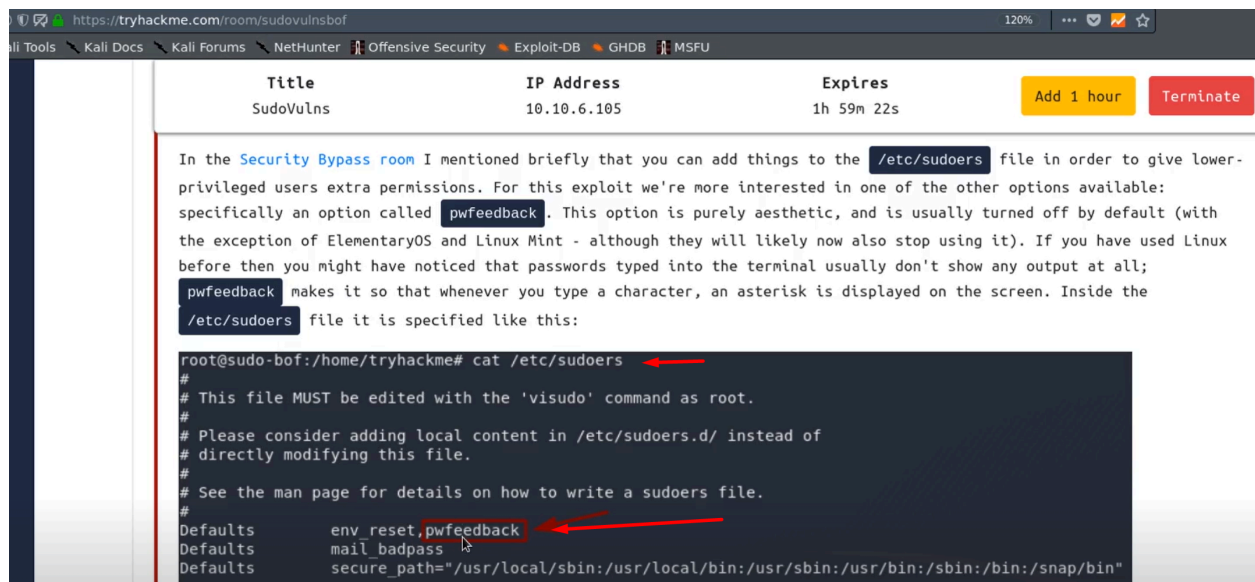 https://tryhackme.com/room/sudovulnsbof 120%
ali Tools Kali Docs Kali Forums NetHunter Offensive Security Exploit-DB GHDB MSFU
Title IP Address Expires
SudoVulns 10.10.6.105 1h 59m 22s
Add 1 hour Terminate
In the Security Bypass room I mentioned briefly that you can add things to the /etc/sudoers file in order to give lower-
privileged users extra permissions. For this exploit we're more interested in one of the other options available:
specifically an option called pwfeedback. This option is purely aesthetic, and is usually turned off by default (with
the exception of ElementaryOS and Linux Mint - although they will likely now also stop using it). If you have used Linux
before then you might have noticed that passwords typed into the terminal usually don't show any output at all;
pwfeedback makes it so that whenever you type a character, an asterisk is displayed on the screen. Inside the
/etc/sudoers file it is specified like this:
root@sudo-bof:/home/tryhackme# cat /etc/sudoers
#
# This file MUST be edited with the 'visudo' command as root.
#
# Please consider adding local content in /etc/sudoers.d/ instead of
# directly modifying this file.
#
# See the man page for details on how to write a sudoers file.
#
Defaults env_reset,pwfeedback
Defaults mail_badpass
Defaults secure_path="/usr/local/sbin:/usr/local/bin:/usr/sbin:/usr/bin:/sbin:/bin:/snap/bin"